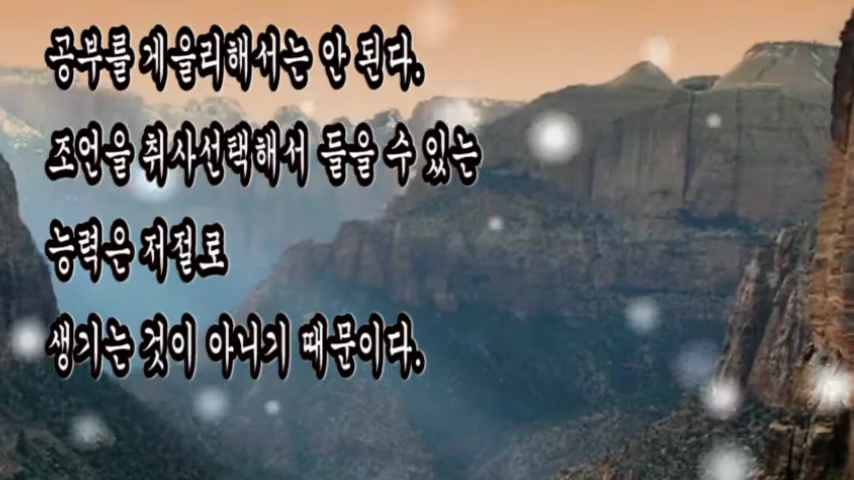 공부를 게을리해서는 안 된다.
조언을 취사선택해서 들을 수 있는
능력은 저절로
생기는 것이 아니기 때문이다.